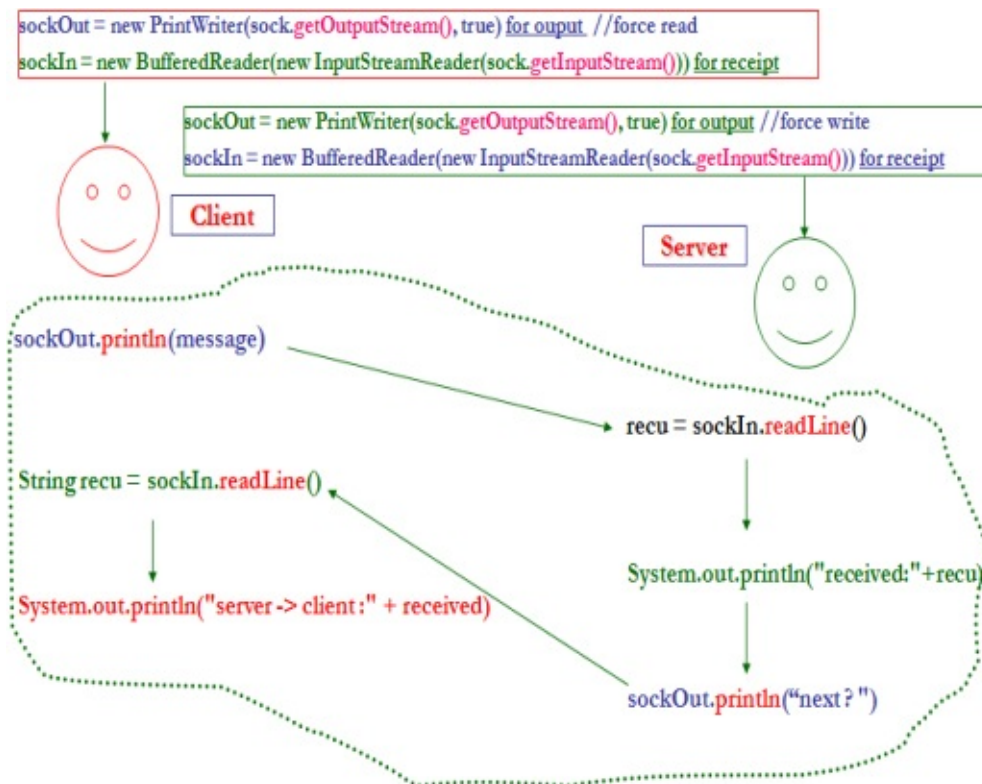 sockOut = new PrintWriter(sock.getOutputStream(), true) for ouput //force read
sockIn = new BufferedReader(new InputStreamReader(sock.getInputStream())) for receipt
sockOut = new PrintWriter(sock.getOutputStream(), true) for output //force write
sockIn = new BufferedReader(new InputStreamReader(sock.getInputStream())) for receipt
Client
Server
sockOut.println(message)
recu = sockIn.readLine()
String recu = sockIn.readLine()
System.out.println("received:"+recu)
System.out.println("server -> client :" + received)
sockOut.println(“next ? ")